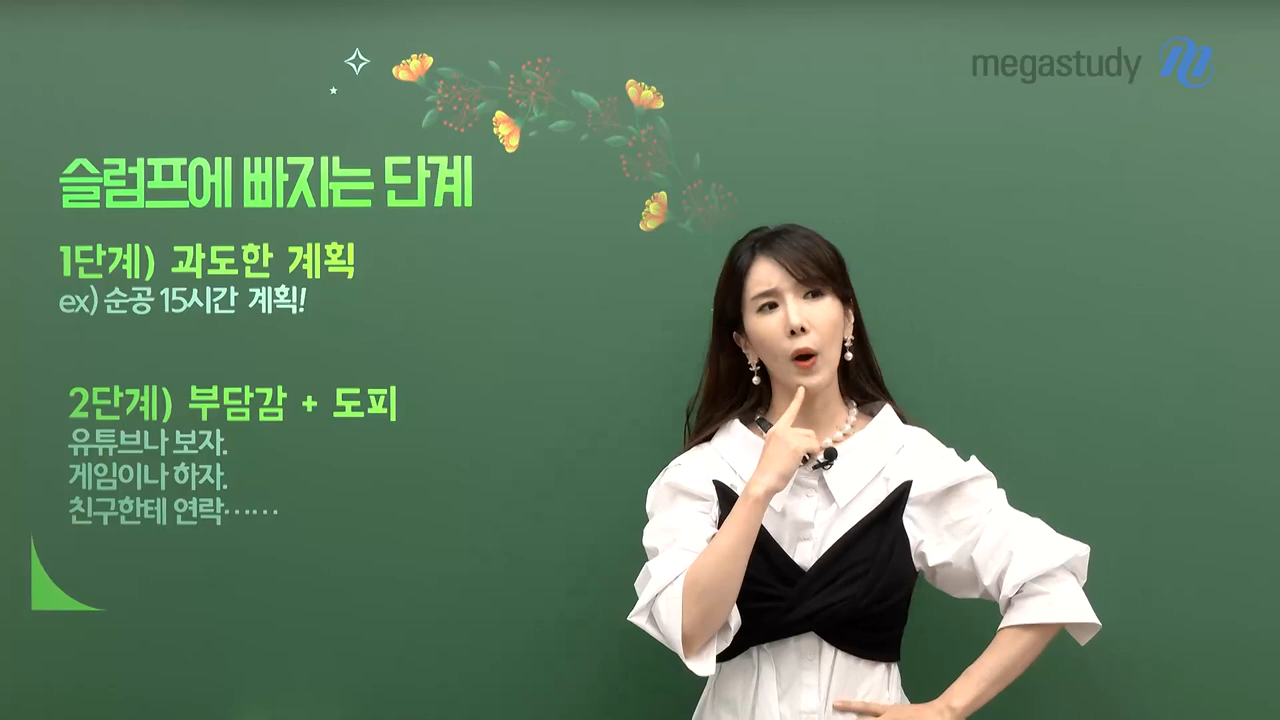 megastudy
슬럼프에 빠지는 단계
1단계) 과도한 계획
ex) 순공 15시간 계획!
2단계) 부담감 + 도피
유튜브나 보자.
게임이나 하자.
친구한테 연락……